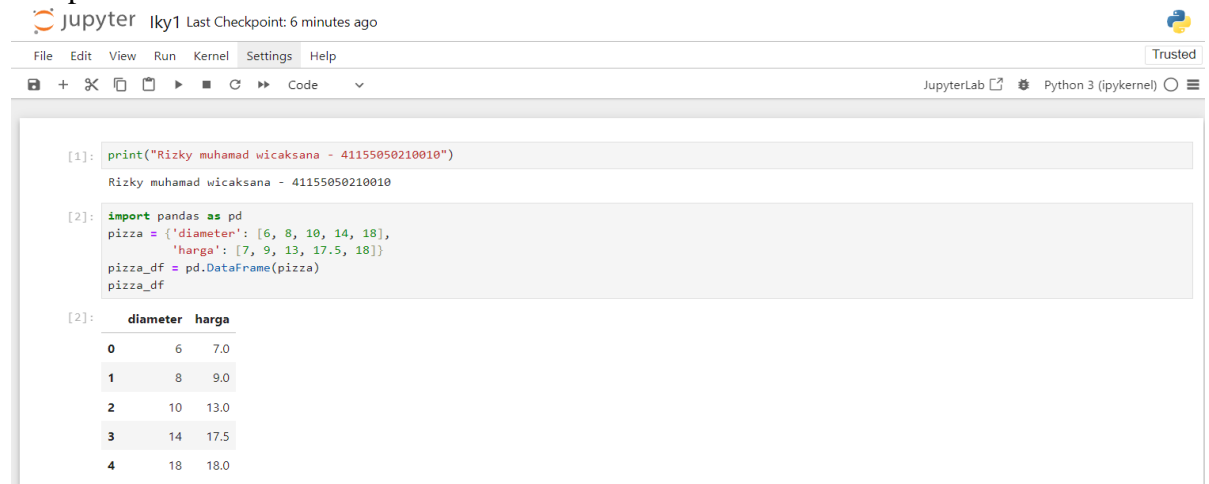 jupyter lky1 Last Checkpoint: 6 minutes ago
File Edit View Run Kernel Settings Help Trusted
Code JupyterLab Python 3 (ipykernel)
[1]: print("Rizky muhamad wicaksana - 41155050210010")
Rizky muhamad wicaksana - 41155050210010
[2]: import pandas as pd
pizza = {'diameter': [6, 8, 10, 14, 18],
'harga': [7, 9, 13, 17.5, 18]}
pizza_df = pd.DataFrame(pizza)
pizza_df
[2]: diameter harga
0 6 7.0
1 8 9.0
2 10 13.0
3 14 17.5
4 18 18.0